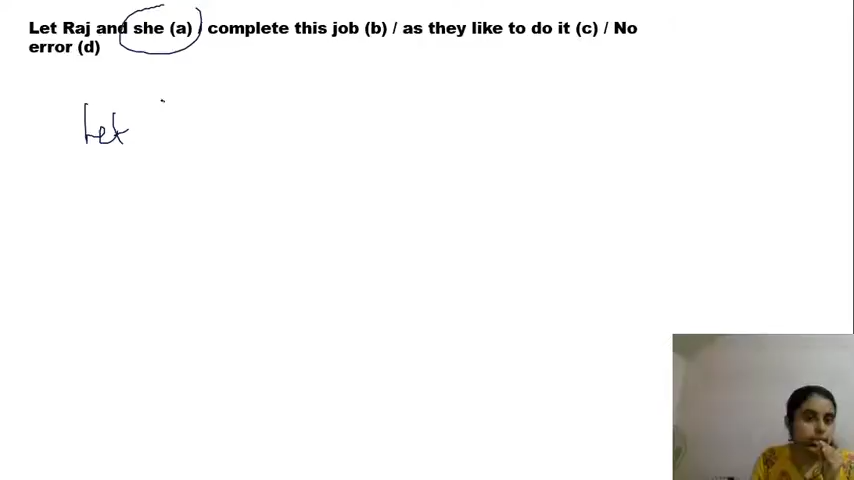 Let Raj and she (a) / complete this job (b) / as they like to do it (c) / No
error (d)
Let